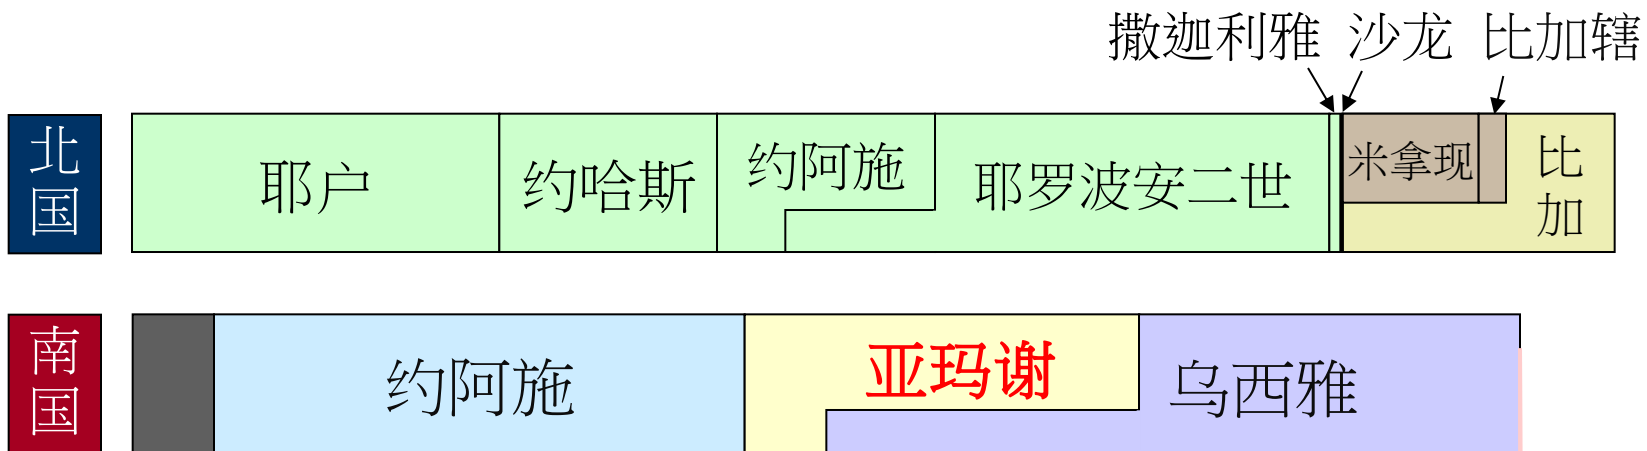 撒迦利雅 沙龙 比加辖
北国
耶户 约哈斯 约阿施 耶罗波安二世 米拿现 比加
南国
约阿施 亚玛谢 乌西雅